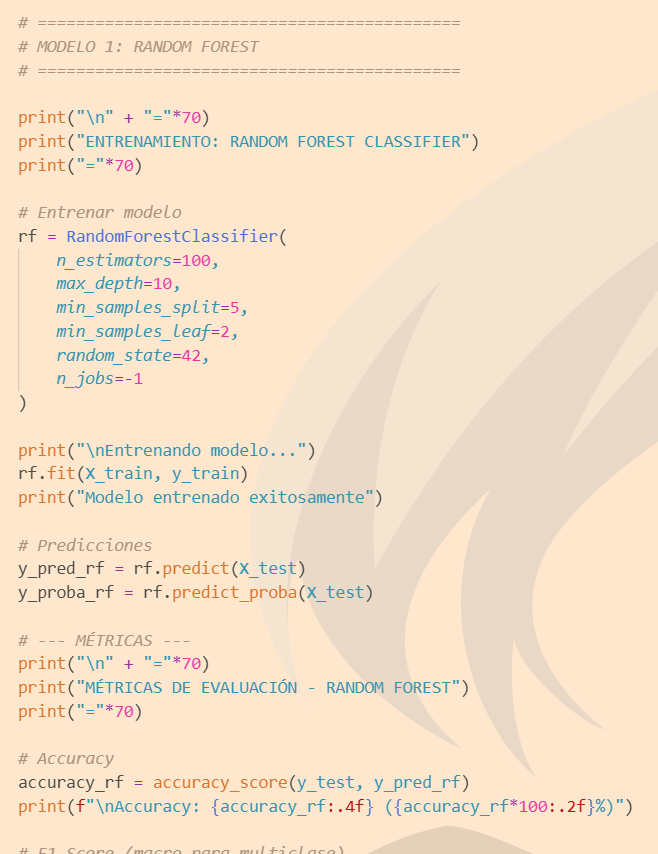 # ============================================
# MODELO 1: RANDOM FOREST
# ============================================
print("\n" + "="*70)
print("ENTRENAMIENTO: RANDOM FOREST CLASSIFIER")
print("="*70)
# Entrenar modelo
rf = RandomForestClassifier(
    n_estimators=100,
    max_depth=10,
    min_samples_split=5,
    min_samples_leaf=2,
    random_state=42,
    n_jobs=-1
)
print("\nEntrenando modelo...")
rf.fit(X_train, y_train)
print("Modelo entrenado exitosamente")
# Predicciones
y_pred_rf = rf.predict(X_test)
y_proba_rf = rf.predict_proba(X_test)
# --- MÉTRICAS ---
print("\n" + "="*70)
print("MÉTRICAS DE EVALUACIÓN - RANDOM FOREST")
print("="*70)
# Accuracy
accuracy_rf = accuracy_score(y_test, y_pred_rf)
print(f"\nAccuracy: {accuracy_rf:.4f} ({accuracy_rf*100:.2f}%)")
# F1 Score (macro para multiclase)